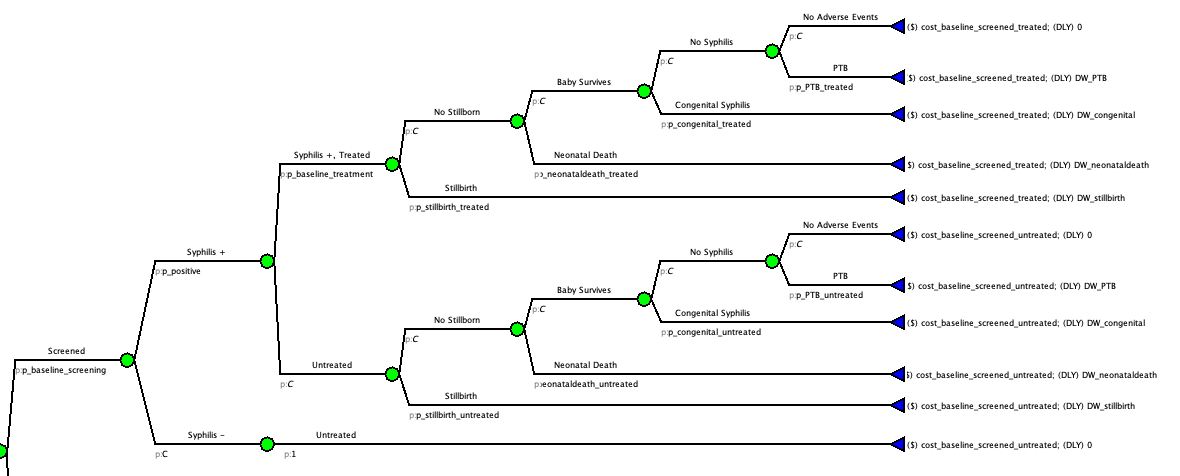 No Adverse Events
($) cost_baseline_screened_treated; (DLY) 0
p:C
No Syphilis
p:C
PTB
$) cost_baseline_screened_treated; (DLY) DW_PTB
p:p_PTB_treated
Baby Survives
p:C
Congenital Syphilis
($) cost_baseline_screened_treated; (DLY) DW_congenital
p:p_congenital_treated
No Stillborn
p:C
Syphilis +, Treated
Neonatal Death
($) cost_baseline_screened_treated; (DLY) DW_neonataldeath
p:p_baseline_treatment
_neonataldeath_treated
Stillbirth
($) cost_baseline_screened_treated; (DLY) DW_stillbirth
p:p_stillbirth_treated
No Adverse Events
($) cost_baseline_screened_untreated; (DLY) 0
p:C
Syphilis +
No Syphilis
p:p_positive
p:C
PTB
($) cost_baseline_screened_untreated; (DLY) DW_PTB
p:p_PTB_untreated
Baby Survives
p:C
Congenital Syphilis
($) cost_baseline_screened_untreated; (DLY) DW_congenital
p:p_congenital_untreated
No Stillborn
p:C
Screened
p:p_baseline_screening
Untreated
Neonatal Death
$) cost_baseline_screened_untreated; (DLY) DW_neonataldeath
p:C
eonataldeath_untreated
Stillbirth
($) cost_baseline_screened_untreated; (DLY) DW_stillbirth
p:p_stillbirth_untreated
Syphilis –
Untreated
($) cost_baseline_screened_untreated; (DLY) 0
p:C
p:1